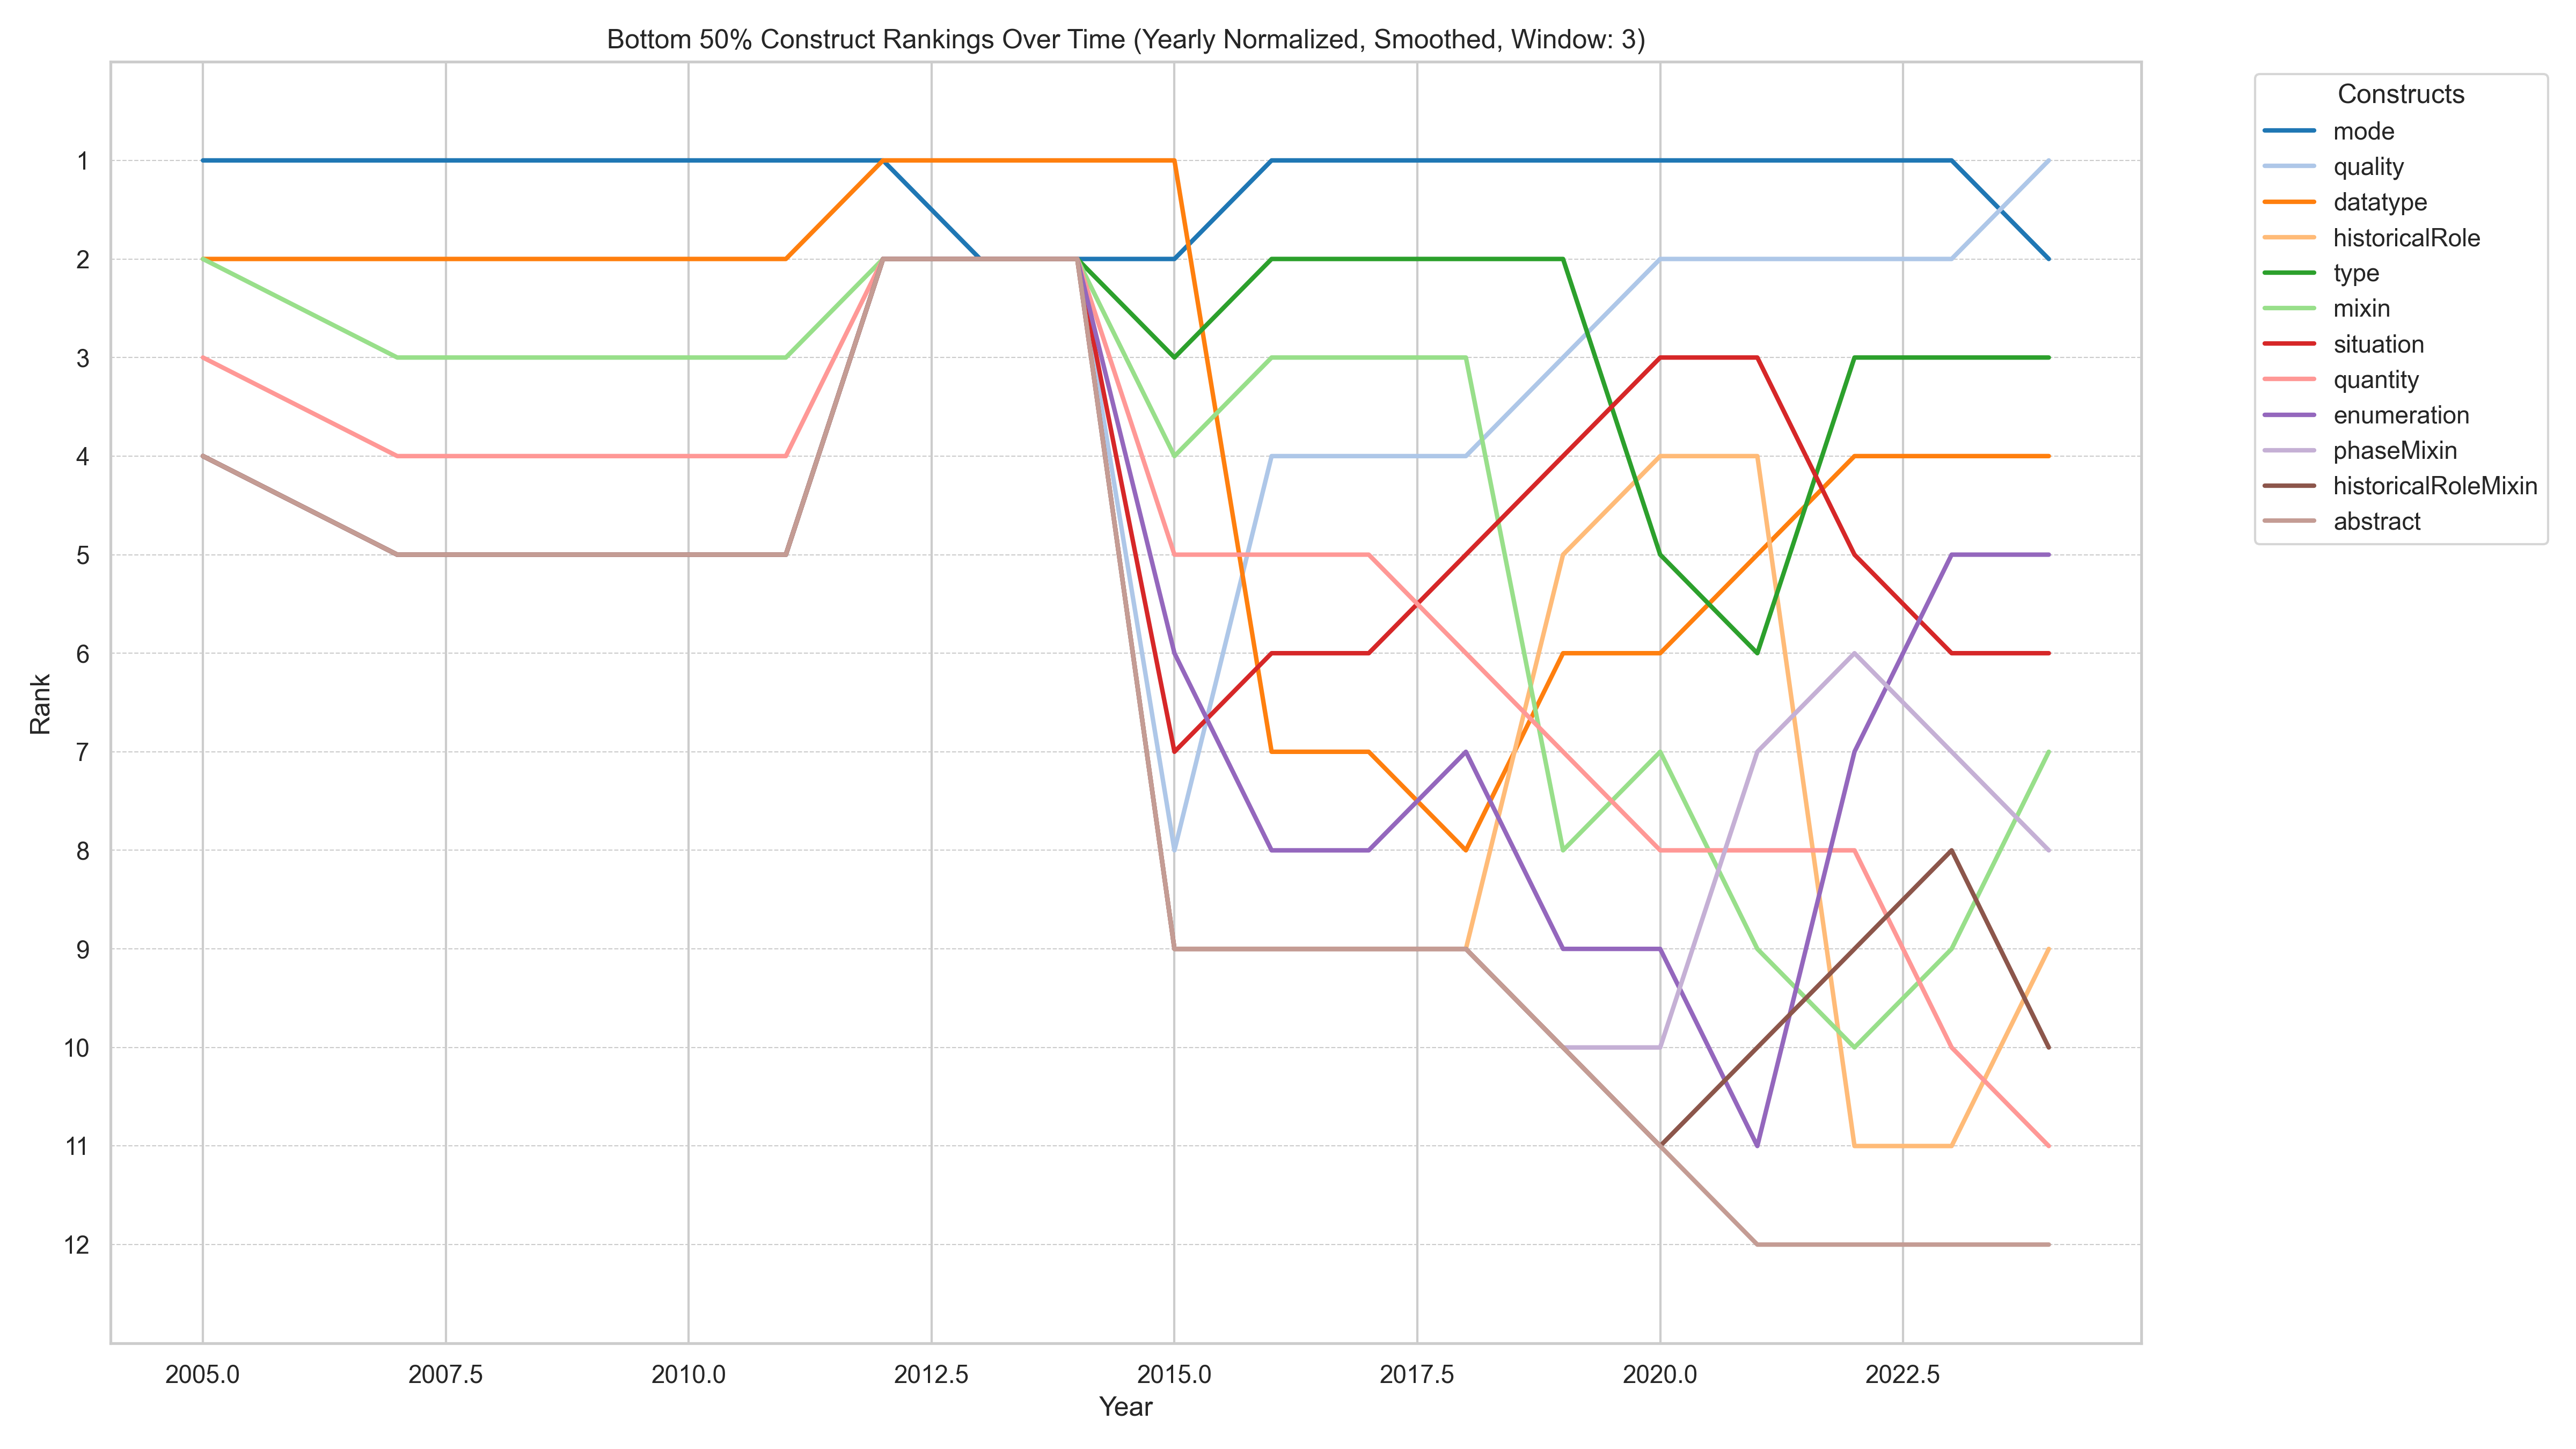 Bottom 50% Construct Rankings Over Time (Yearly Normalized, Smoothed, Window: 3)
Rank
1
2
3
4
5
6
7
8
9
10
11
12
2005.0 2007.5 2010.0 2012.5 2015.0 2017.5 2020.0 2022.5
Year
Constructs
mode
quality
datatype
historicalRole
type
mixin
situation
quantity
enumeration
phaseMixin
historicalRoleMixin
abstract